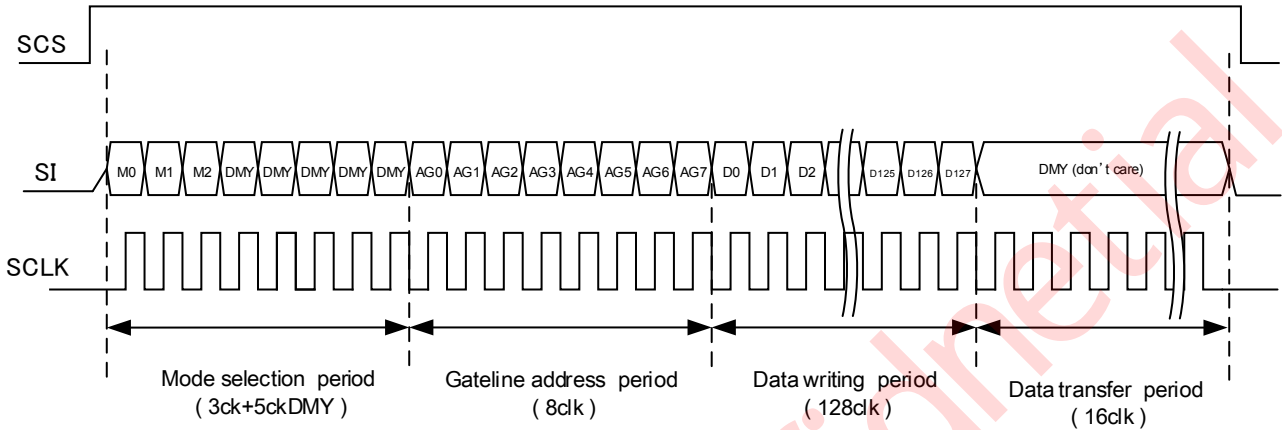 SCS
SI
M0 M1 M2 DMY DMY DMY DMY DMY AG0 AG1 AG2 AG3 AG4 AG5 AG6 AG7 D0 D1 D2 D125 D126 D127 DMY (don't care)
SCLK
Mode selection period
( 3ck+5ckDMY )
Gateline address period
( 8clk )
Data writing period
( 128clk )
Data transfer period
( 16clk )